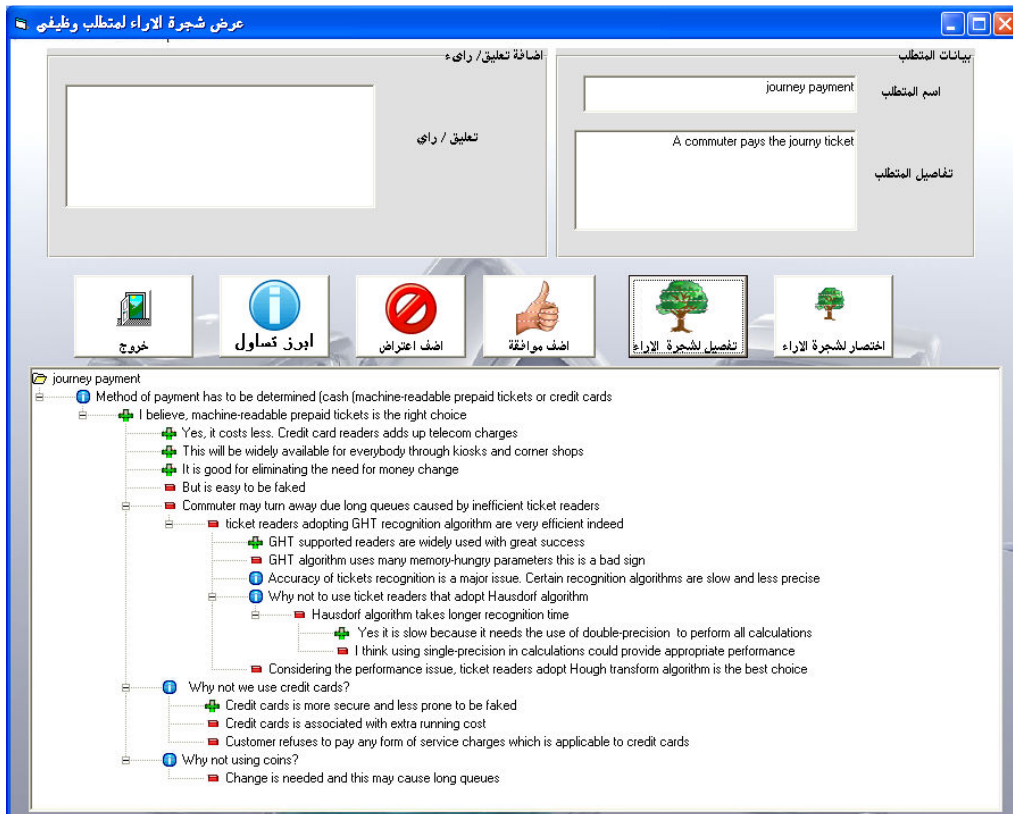 عرض شجرة الاراء لمتطلب وظيفي
بيانات المتطلب
اسم المتطلب
journey payment
تفاصيل المتطلب
A commuter pays the journy ticket
اضافة تعليق/ رايء
تعليق / راي
اختصار لشجرة الاراء
تفصيل لشجرة الاراء
اضف موافقة
اضف اعتراض
ابرز تساول
خروج
journey payment
Method of payment has to be determined (cash (machine-readable prepaid tickets or credit cards
I believe, machine-readable prepaid tickets is the right choice
Yes, it costs less. Credit card readers adds up telecom charges
This will be widely available for everybody through kiosks and corner shops
It is good for eliminating the need for money change
But is easy to be faked
Commuter may turn away due long queues caused by inefficient ticket readers
ticket readers adopting GHT recognition algorithm are very efficient indeed
GHT supported readers are widely used with great success
GHT algorithm uses many memory-hungry parameters this is a bad sign
Accuracy of tickets recognition is a major issue. Certain recognition algorithms are slow and less precise
Why not to use ticket readers that adopt Hausdorf algorithm
Hausdorf algorithm takes longer recognition time
Yes it is slow because it needs the use of double-precision to perform all calculations
I think using single-precision in calculations could provide appropriate performance
Considering the performance issue, ticket readers adopt Hough transform algorithm is the best choice
Why not we use credit cards?
Credit cards is more secure and less prone to be faked
Credit cards is associated with extra running cost
Customer refuses to pay any form of service charges which is applicable to credit cards
Why not using coins?
Change is needed and this may cause long queues